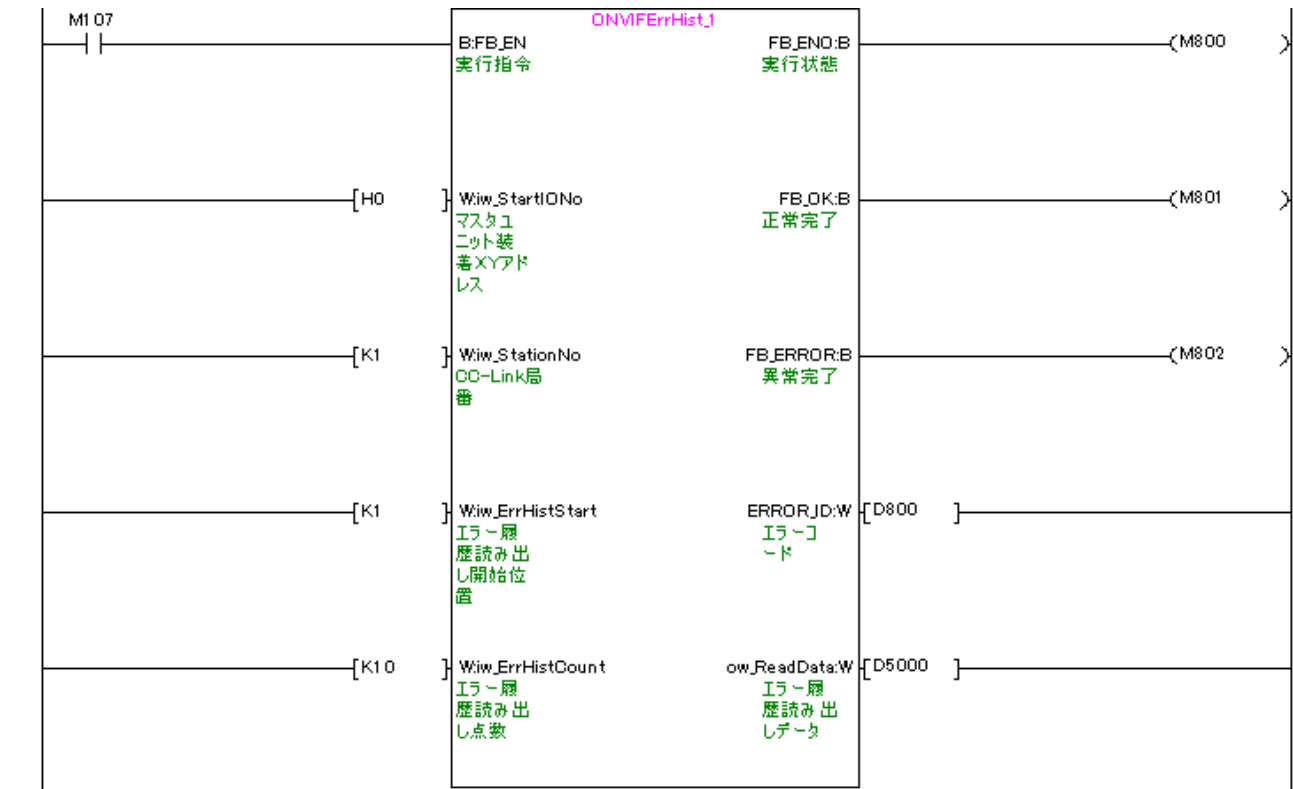 M107
ONVIFErrHist_1
B:FB_EN
FB_ENO:B
M800
実行指令
実行状態
H0
W:iw_StartIONo
FB_OK:B
M801
マスタユ
ニット装
着XYアド
レス
正常完了
K1
W:iw_StationNo
FB_ERROR:B
M802
CC-Link局
番
異常完了
K1
W:iw_ErrHistStart
ERROR_ID:W
D800
エラー履
歴読み出
し開始位
置
エラーコ
ード
K10
W:iw_ErrHistCount
ow_ReadData:W
D5000
エラー履
歴読み出
し点数
エラー履
歴読み出
しデータ